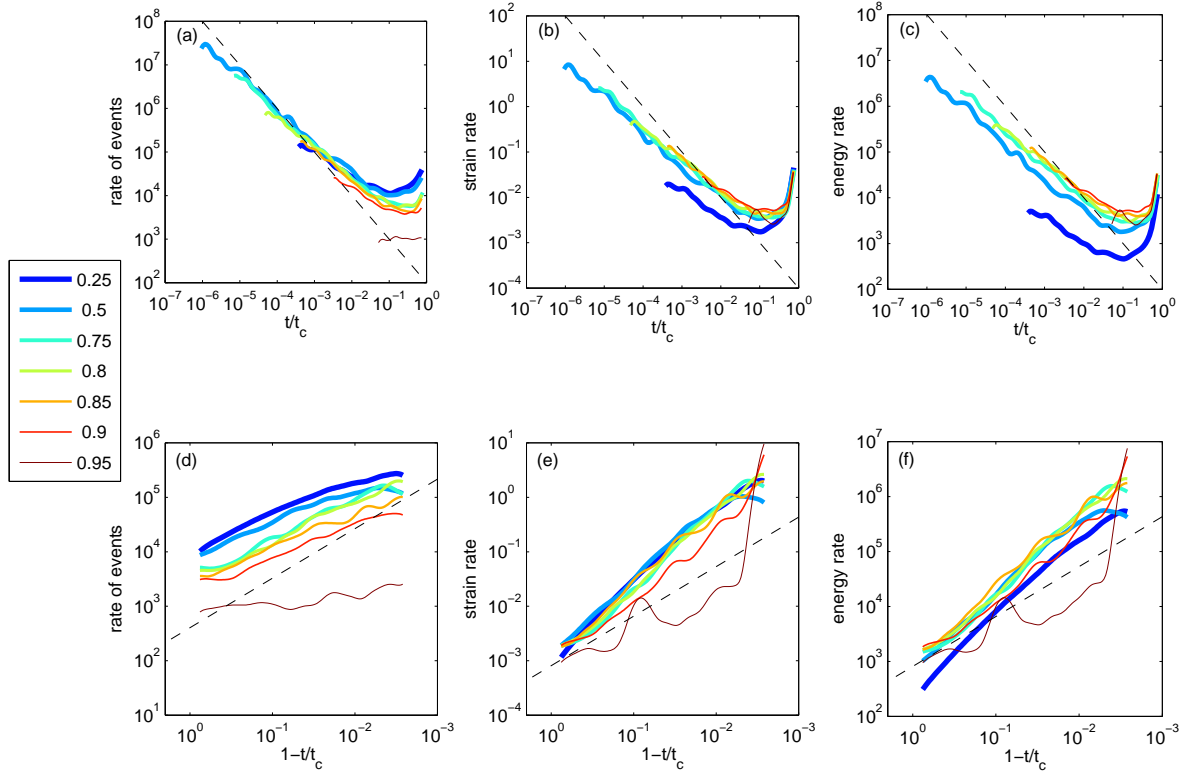 (a)
rate of events
10^8
10^7
10^6
10^5
10^4
10^3
10^2
10^-7 10^-6 10^-5 10^-4 10^-3 10^-2 10^-1 10^0
t/t_c
(b)
strain rate
10^2
10^1
10^0
10^-1
10^-2
10^-3
10^-4
10^-7 10^-6 10^-5 10^-4 10^-3 10^-2 10^-1 10^0
t/t_c
(c)
energy rate
10^8
10^7
10^6
10^5
10^4
10^3
10^2
10^-7 10^-6 10^-5 10^-4 10^-3 10^-2 10^-1 10^0
t/t_c
0.25
0.5
0.75
0.8
0.85
0.9
0.95
(d)
rate of events
10^6
10^5
10^4
10^3
10^2
10^1
10^0 10^-1 10^-2 10^-3
1−t/t_c
(e)
strain rate
10^1
10^0
10^-1
10^-2
10^-3
10^-4
10^0 10^-1 10^-2 10^-3
1−t/t_c
(f)
energy rate
10^7
10^6
10^5
10^4
10^3
10^2
10^0 10^-1 10^-2 10^-3
1−t/t_c